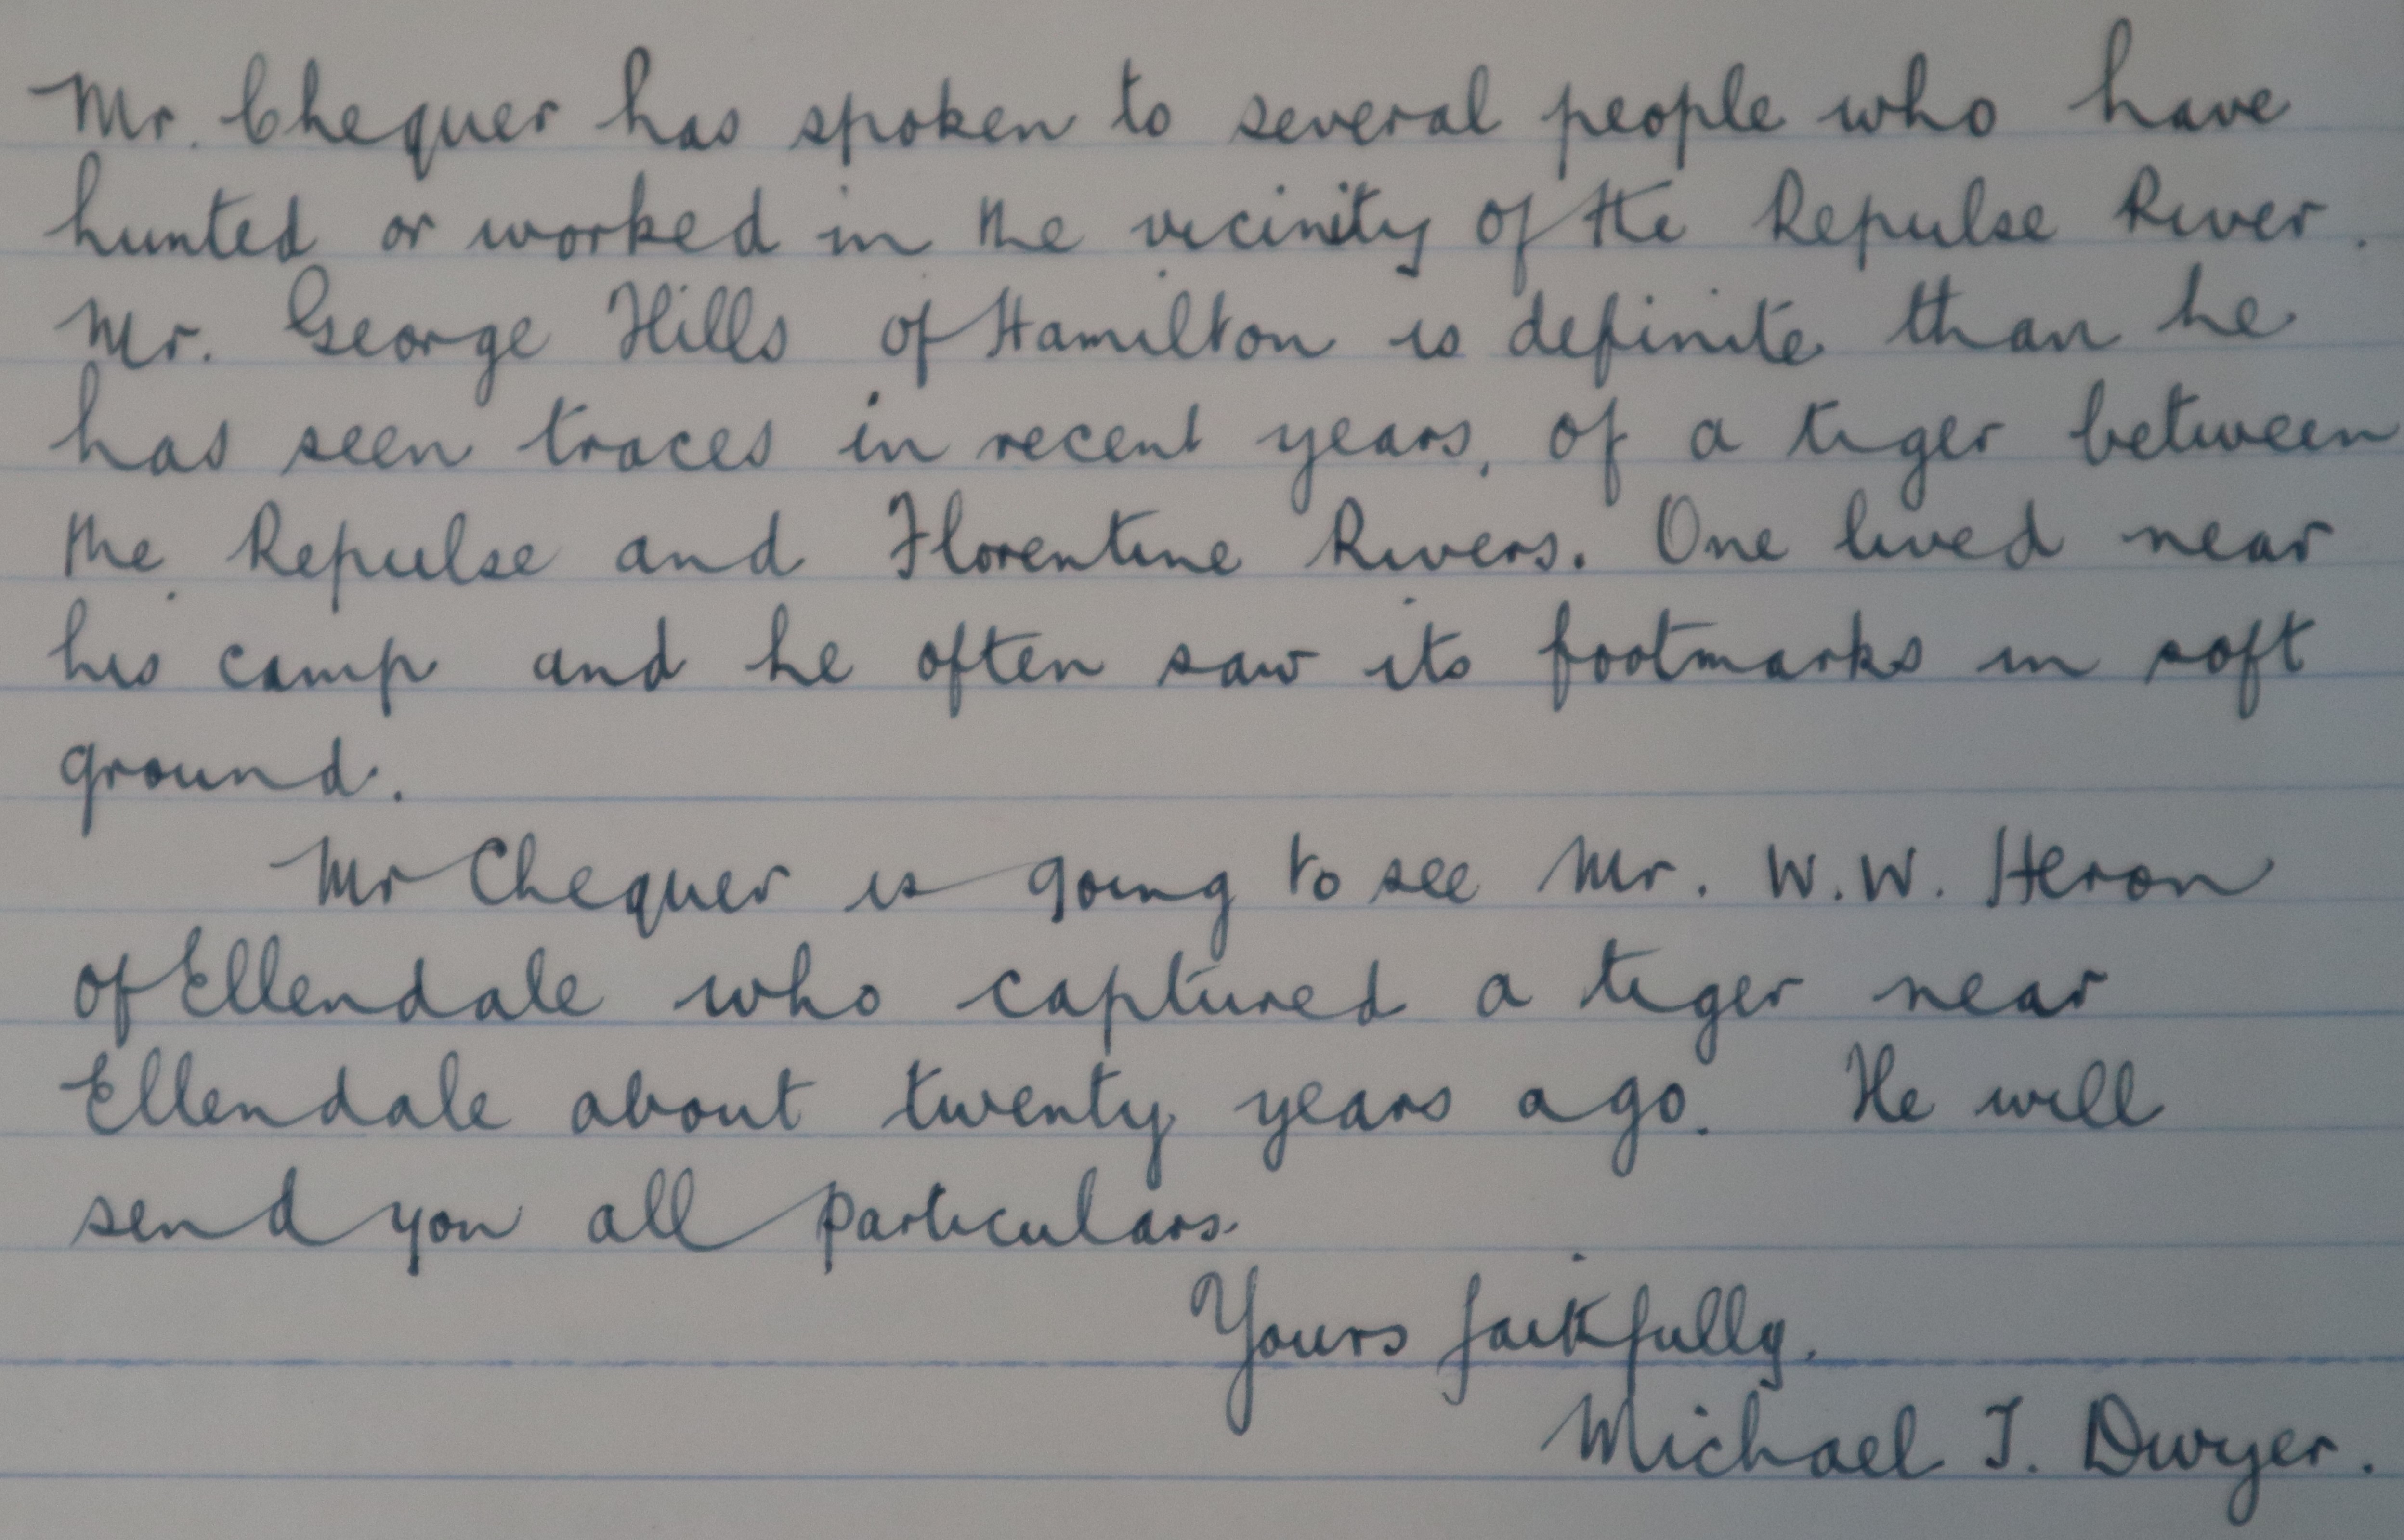 Mr. Chequer has spoken to several people who have
hunted or worked in the vicinity of the Repulse River.
Mr. George Hills of Hamilton is definite than he
has seen traces in recent years, of a tiger between
the Repulse and Florentine Rivers. One lived near
his camp and he often saw its footmarks in soft
ground.
Mr Chequer is going to see Mr. W.W. Heron
of Ellendale who captured a tiger near
Ellendale about twenty years ago. He will
send you all particulars.
Yours faithfully,
Michael J. Dwyer.